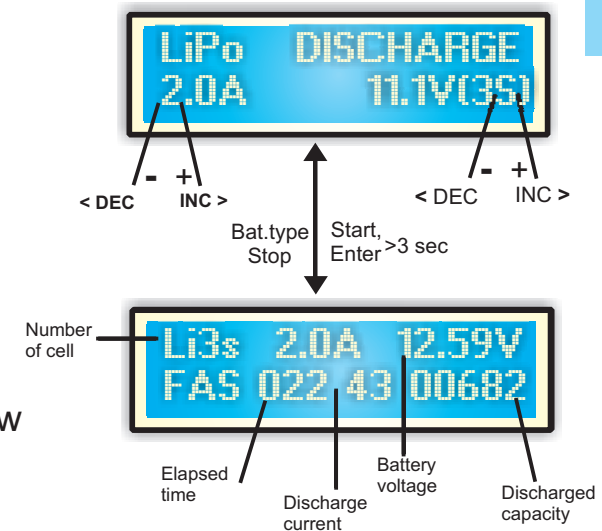 LiPo DISCHARGE
2.0A 11.1V(3S)
- +
< DEC INC >
- +
< DEC INC >
Bat.type
Stop
Start,
Enter >3 sec
Number
of cell
Li3s 2.0A 12.59V
FAS 022 43 00682
w
Elapsed
time
Discharge
current
Battery
voltage
Discharged
capacity